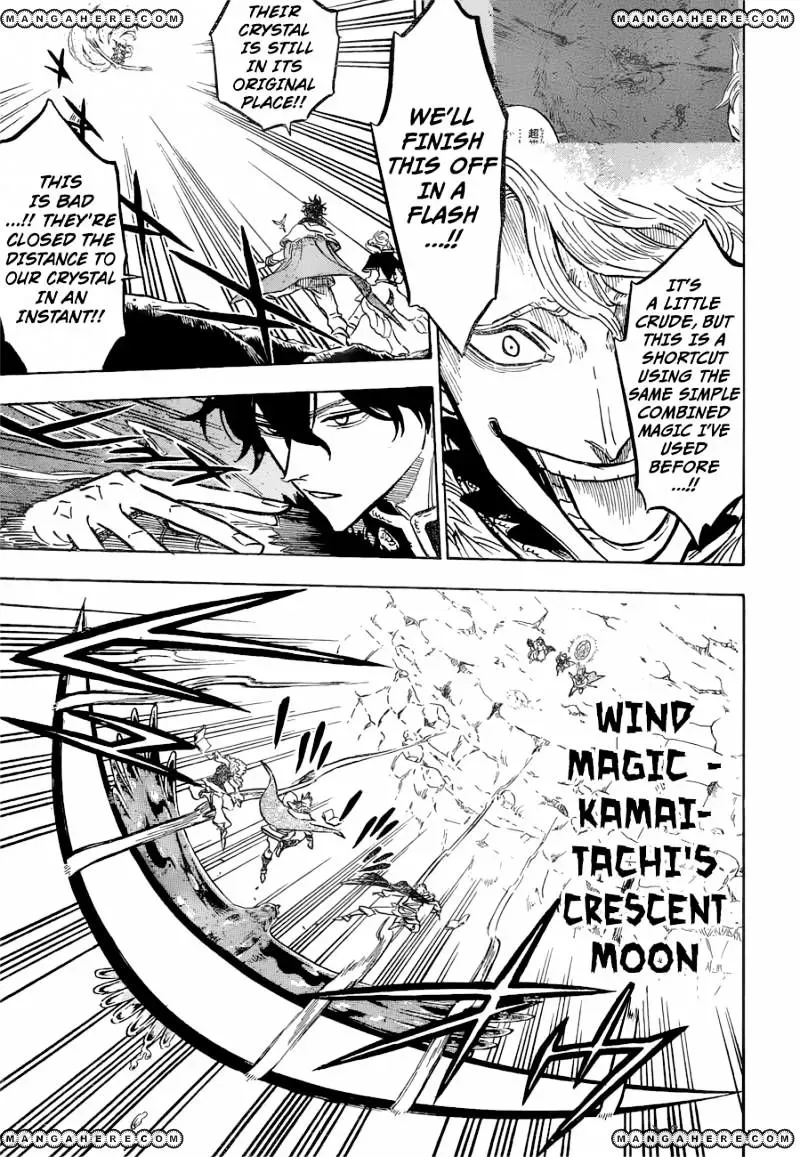 MANGAHERE.COM
MANGAHERE.COM
超
WE'LL
FINISH
THIS OFF
IN A
FLASH
...!!
THEIR
CRYSTAL
IS STILL
IN ITS
ORIGINAL
PLACE!!
THIS
IS BAD
...!! THEY'RE
CLOSED THE
DISTANCE TO
OUR CRYSTAL
IN AN
INSTANT!!
IT'S
A LITTLE
CRUDE, BUT
THIS IS A
SHORTCUT
USING THE
SAME SIMPLE
COMBINED
MAGIC I'VE
USED
BEFORE
...!!
WIND
MAGIC -
KAMAI-
TACHI'S
CRESCENT
MOON
MANGAHERE.COM
MANGAHERE.COM